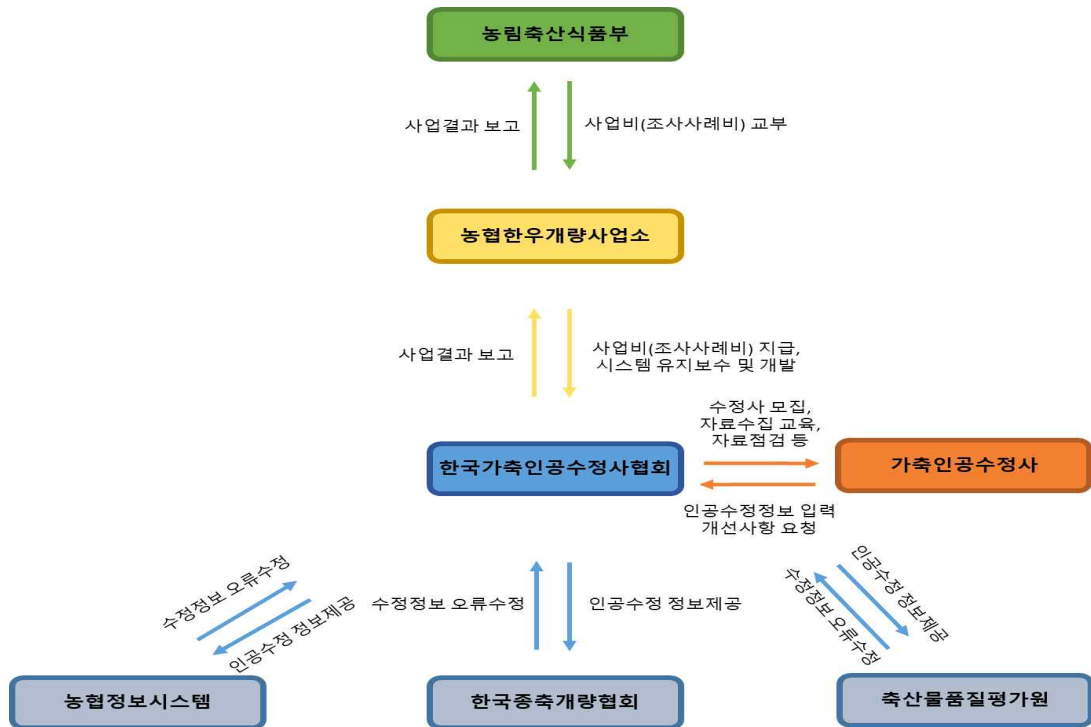 농림축산식품부
사업결과 보고
사업비(조사사례비) 교부
농협한우개량사업소
사업결과 보고
사업비(조사사례비) 지급,
시스템 유지보수 및 개발
수정사 모집,
자료수집 교육,
자료점검 등
한국가축인공수정사협회
가축인공수정사
인공수정정보 입력
개선사항 요청
수정정보 오류수정
인공수정 정보제공
수정정보 오류수정
인공수정 정보제공
인공수정 정보제공
수정정보 오류수정
농협정보시스템
한국종축개량협회
축산물품질평가원